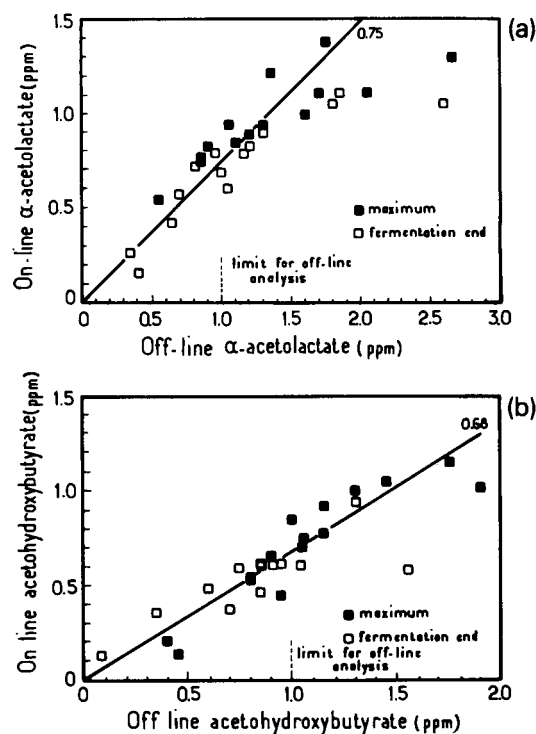 (a)
1.5
0.75
1.0
On-line α-acetolactate (ppm)
0.5
■ maximum
□ fermentation end
limit for off-line
analysis
0
0 0.5 1.0 1.5 2.0 2.5 3.0
Off-line α-acetolactate (ppm)
(b)
1.5
0.68
1.0
On line acetohydroxybutyrate (ppm)
0.5
■ maximum
□ fermentation end
limit for off-line
analysis
0
0 0.5 1.0 1.5 2.0
Off line acetohydroxybutyrate (ppm)